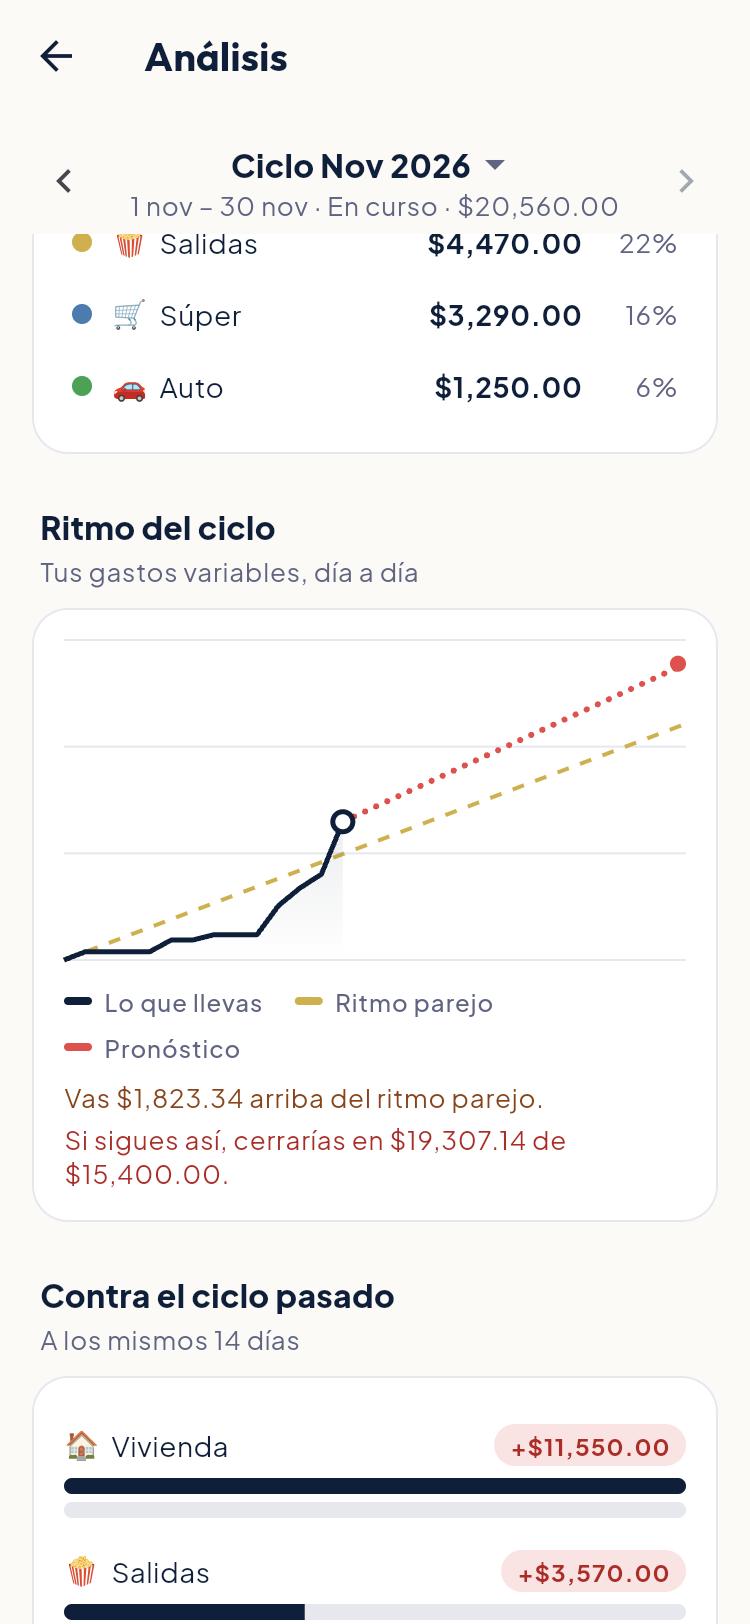 Análisis
Ciclo Nov 2026
1 nov – 30 nov · En curso · $20,560.00
Salidas $4,470.00 22%
Súper $3,290.00 16%
Auto $1,250.00 6%
Ritmo del ciclo
Tus gastos variables, día a día
Lo que llevas Ritmo parejo
Pronóstico
Vas $1,823.34 arriba del ritmo parejo.
Si sigues así, cerrarías en $19,307.14 de
$15,400.00.
Contra el ciclo pasado
A los mismos 14 días
Vivienda +$11,550.00
Salidas +$3,570.00